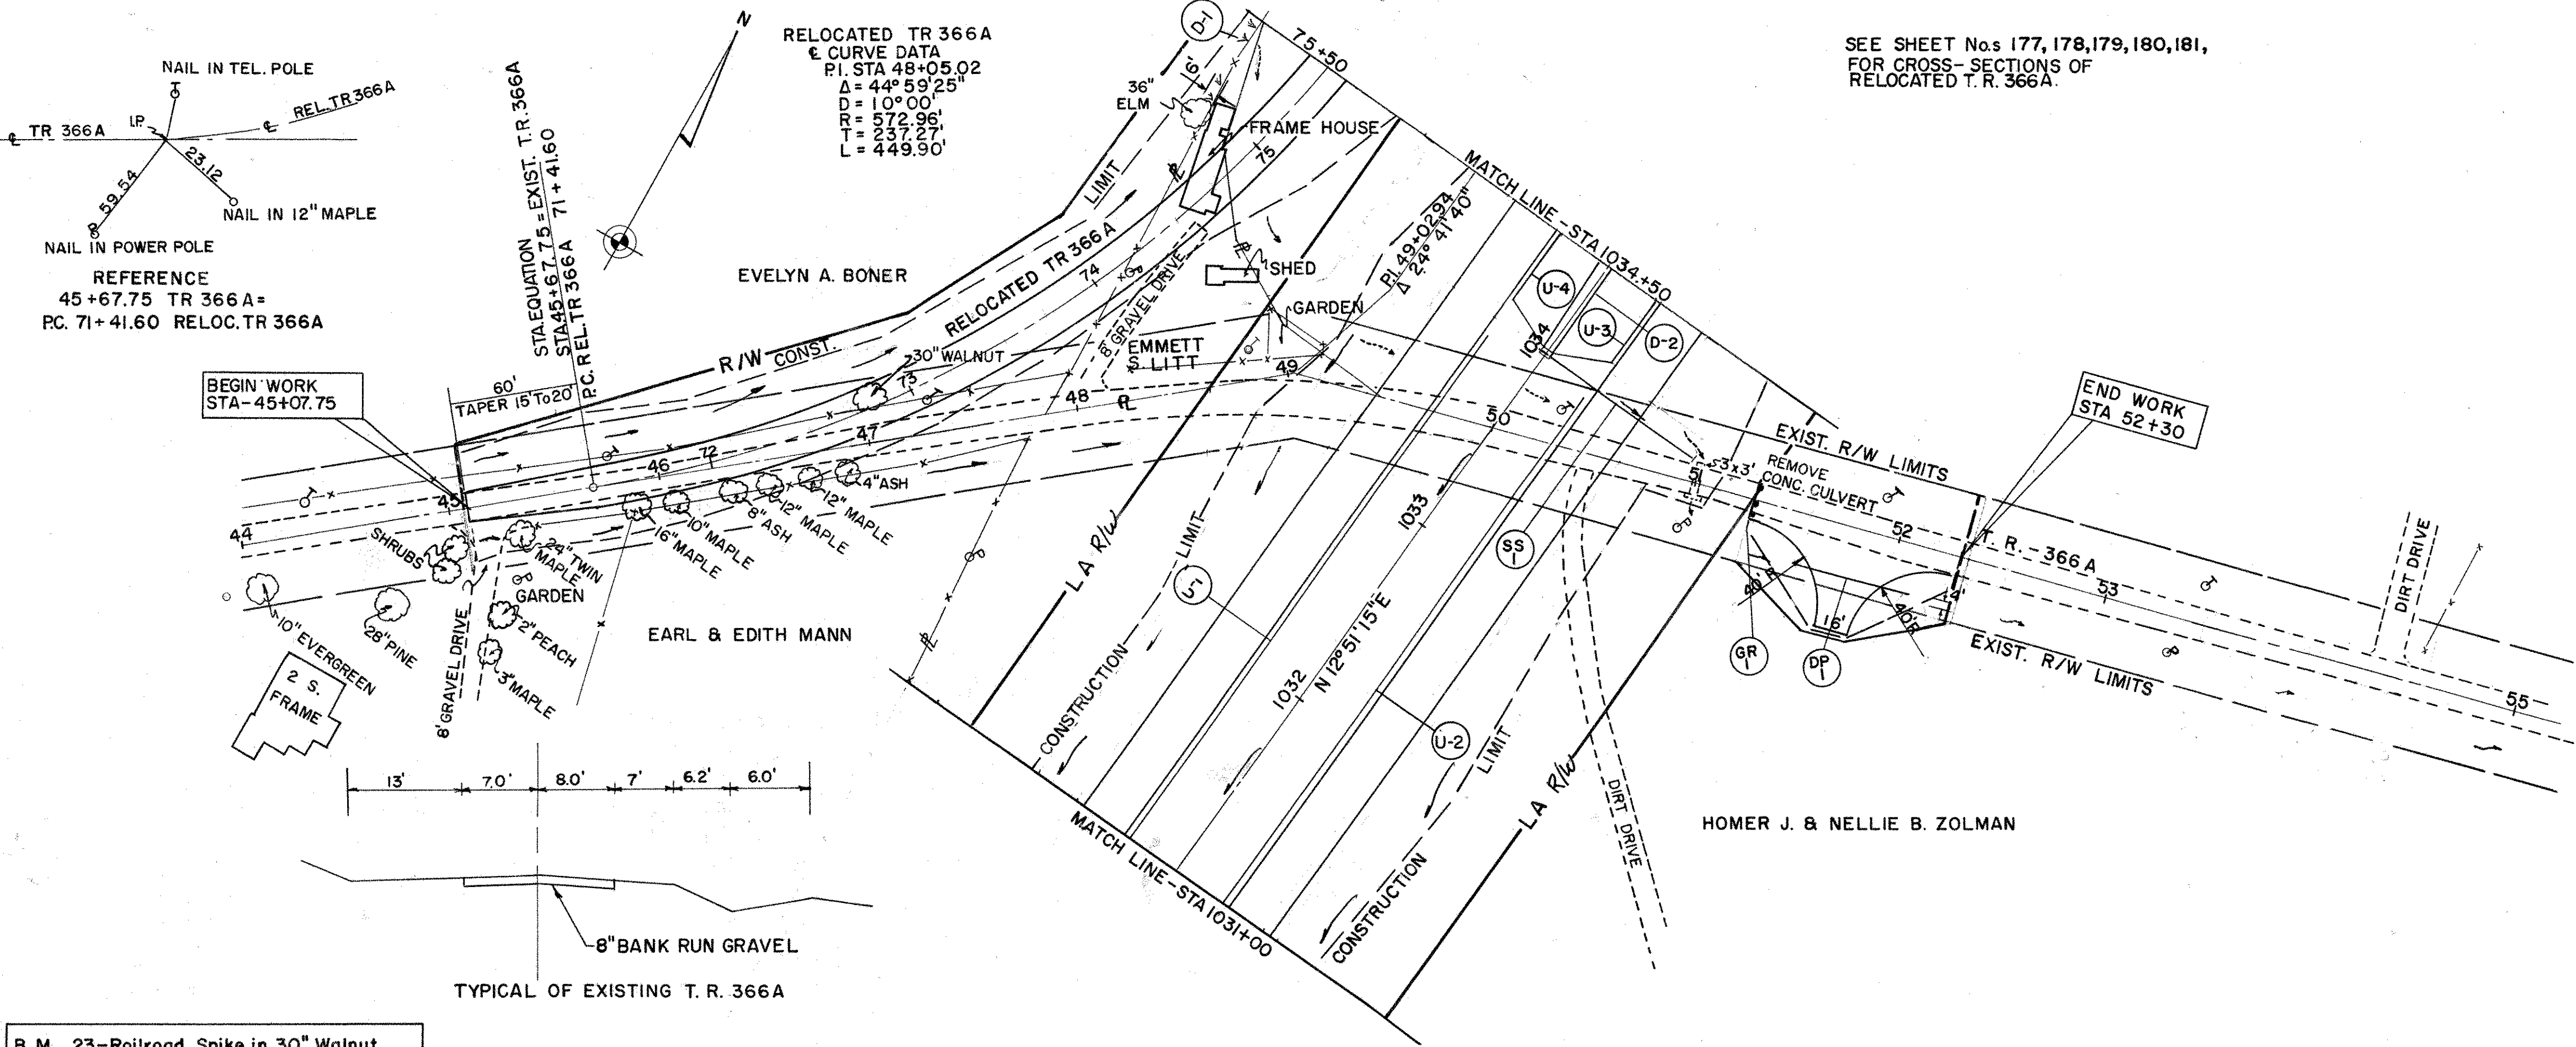 NAIL IN TEL. POLE
I.P.
℄ TR 366A
℄ REL. TR 366A
23.12
59.54
NAIL IN 12" MAPLE
NAIL IN POWER POLE
REFERENCE
45+67.75 TR 366A=
P.C. 71+41.60 RELOC. TR 366A
STA. EQUATION
STA 45+67.75=EXIST. T.R. 366A
P.C. REL. TR 366A 71+41.60
N
RELOCATED TR 366A
℄ CURVE DATA
P.I. STA 48+05.02
Δ= 44°59'25"
D= 10°00'
R= 572.96'
T= 237.27'
L= 449.90'
SEE SHEET No.s 177, 178,179,180,181,
FOR CROSS-SECTIONS OF
RELOCATED T. R. 366A.
D-1
75+50
6'
36"
ELM
FRAME HOUSE
75
LIMIT
MATCH LINE-STA 1034+50
P.I. 49+02.94
Δ 24° 41' 40"
EVELYN A. BONER
RELOCATED TR 366A
74
SHED
GARDEN
8' GRAVEL DRIVE
EMMETT
S. LITT
R/W CONST.
30" WALNUT
73
U-4
U-3
D-2
1034
BEGIN WORK
STA-45+07.75
60'
TAPER 15' To 20'
END WORK
STA 52+30
44
45
46
72
47
48
℄
49
50
51
52
53
55
3'x3'
REMOVE
CONC. CULVERT
EXIST. R/W LIMITS
T. R. -366A
DIRT DRIVE
SHRUBS
24" TWIN
MAPLE
GARDEN
16" MAPLE
10" MAPLE
8" ASH
12" MAPLE
12" MAPLE
4" ASH
10" EVERGREEN
28" PINE
8' GRAVEL DRIVE
2" PEACH
3" MAPLE
2 S.
FRAME
EARL & EDITH MANN
LA R/W
CONSTRUCTION LIMIT
U-1
1033
1032
N 12° 51' 15" E
SS
1
U-2
CONSTRUCTION LIMIT
LA R/W
DIRT DRIVE
40' R
16'
40' R
4'
GR
1
DP
1
EXIST. R/W LIMITS
HOMER J. & NELLIE B. ZOLMAN
MATCH LINE-STA 1031+00
13' 7.0' 8.0' 7' 6.2' 6.0'
8" BANK RUN GRAVEL
TYPICAL OF EXISTING T. R. 366A
B.M. 23-Railroad Spike in 30" Walnut